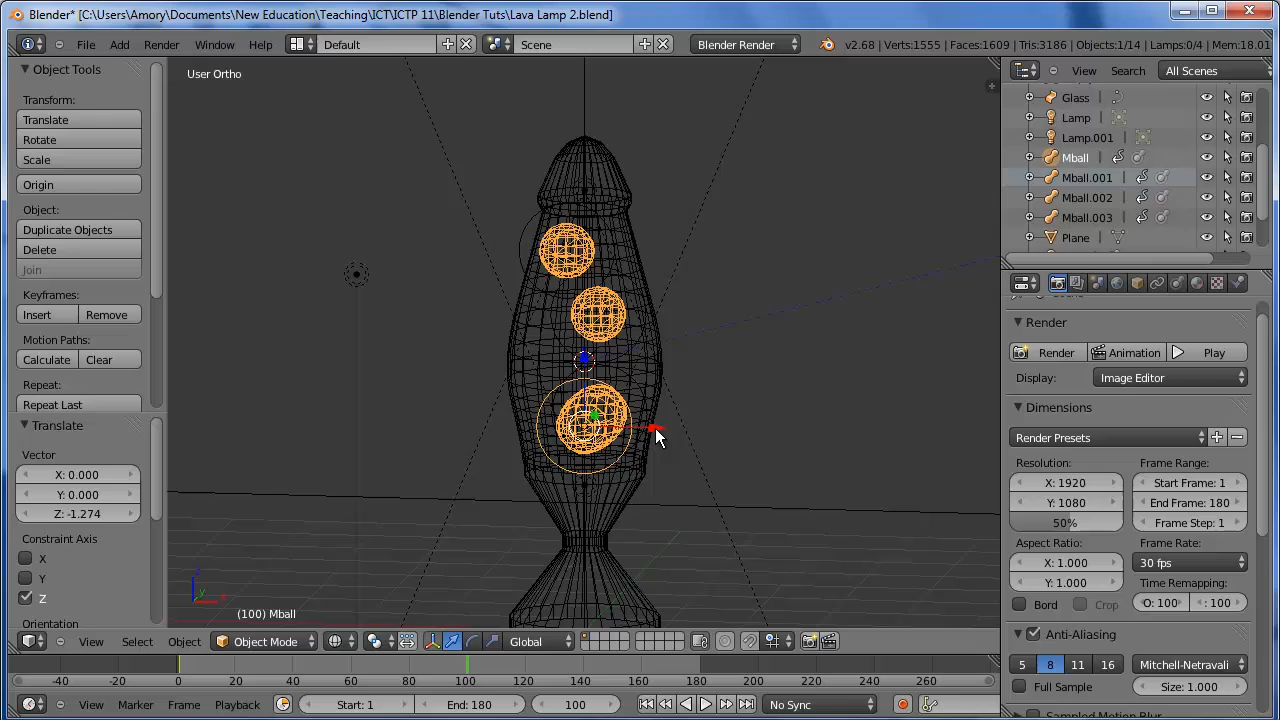 Blender* [C:\Users\Amory\Documents\New Education\Teaching\ICT\ICTP 11\Blender Tuts\Lava Lamp 2.blend]
File Add Render Window Help Default Scene Blender Render v2.68 | Verts:1555 | Faces:1609 | Tris:3186 | Objects:1/14 | Lamps:0/4 | Mem:18.01
Object Tools
Transform:
Translate
Rotate
Scale
Origin
Object:
Duplicate Objects
Delete
Join
Keyframes:
Insert Remove
Motion Paths:
Calculate Clear
Repeat:
Repeat Last
Translate
Vector
X: 0.000
Y: 0.000
Z: -1.274
Constraint Axis
X
Y
Z
Orientation
User Ortho
(100) Mball
View Select Object Object Mode Global
View Search All Scenes
Glass
Lamp
Lamp.001
Mball
Mball.001
Mball.002
Mball.003
Plane
Render
Render Animation Play
Display: Image Editor
Dimensions
Render Presets
Resolution: Frame Range:
X: 1920 Start Frame: 1
Y: 1080 End Frame: 180
50% Frame Step: 1
Aspect Ratio: Frame Rate:
X: 1.000 30 fps
Y: 1.000 Time Remapping:
Bord Crop O: 100 : 100
Anti-Aliasing
5 8 11 16 Mitchell-Netravali
Full Sample Size: 1.000
Sampled Motion Blur
-40 -20 0 20 40 60 80 100 120 140 160 180 200 220 240 260
View Marker Frame Playback Start: 1 End: 180 100 No Sync